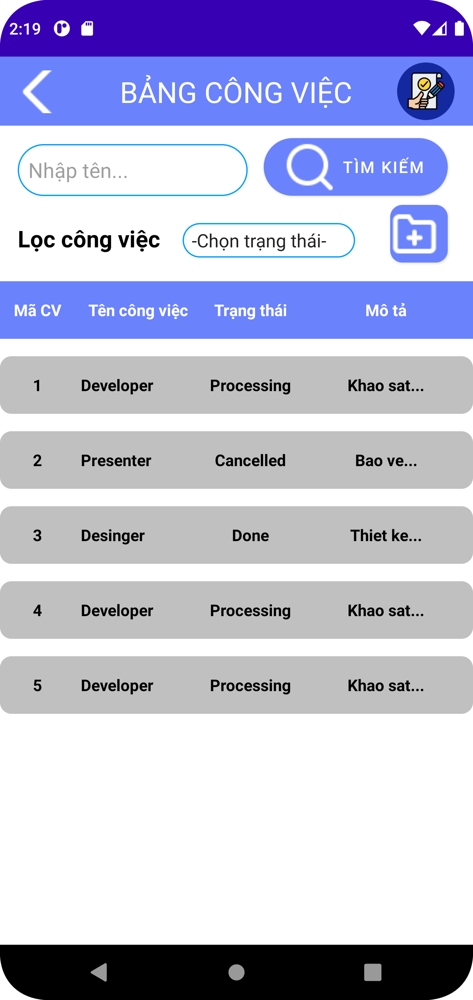 2:19
BẢNG CÔNG VIỆC
Nhập tên...
TÌM KIẾM
Lọc công việc
-Chọn trạng thái-
Mã CV Tên công việc Trạng thái Mô tả
1 Developer Processing Khao sat...
2 Presenter Cancelled Bao ve...
3 Desinger Done Thiet ke...
4 Developer Processing Khao sat...
5 Developer Processing Khao sat...